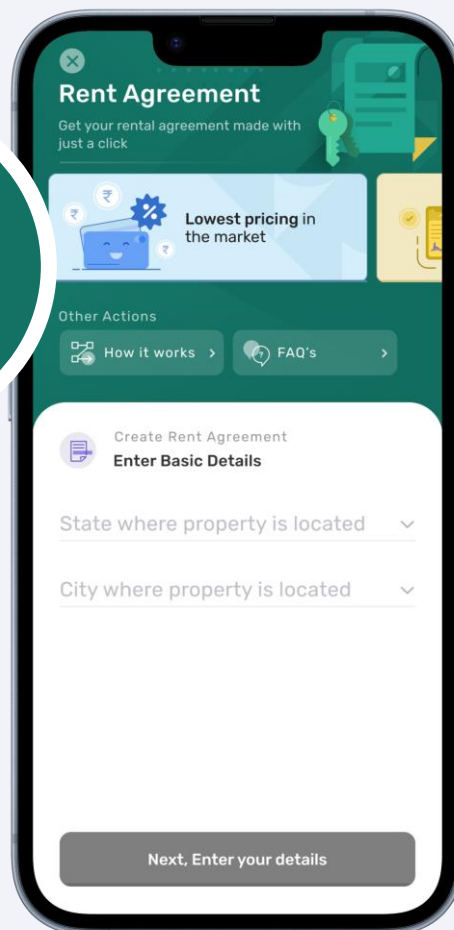 Rent Agreement
Get your rental agreement made with
just a click
₹
%
₹
₹
Lowest pricing in
the market
Other Actions
How it works >
? FAQ's >
Create Rent Agreement
Enter Basic Details
State where property is located
City where property is located
Next, Enter your details